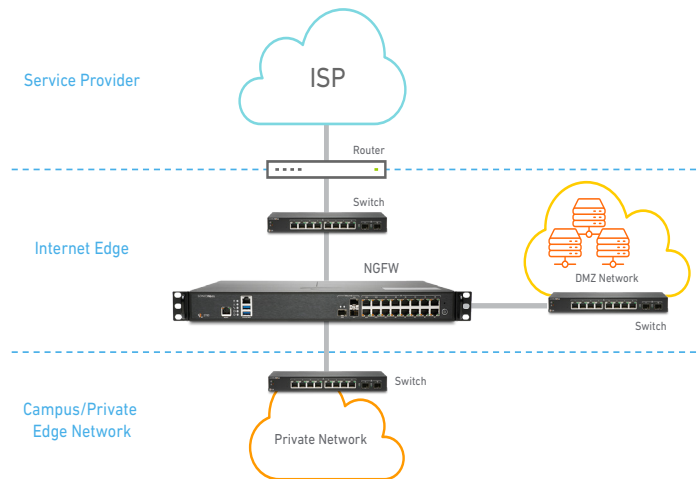 ISP
Service Provider
Router
Switch
Internet Edge
NGFW
DMZ Network
Switch
Switch
Campus/Private
Edge Network
Private Network